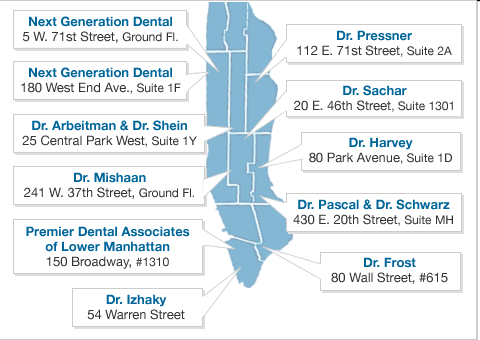 Next Generation Dental
5 W. 71st Street, Ground Fl.
Next Generation Dental
180 West End Ave., Suite 1F
Dr. Arbeitman & Dr. Shein
25 Central Park West, Suite 1Y
Dr. Mishaan
241 W. 37th Street, Ground Fl.
Premier Dental Associates
of Lower Manhattan
150 Broadway, #1310
Dr. Izhaky
54 Warren Street
Dr. Pressner
112 E. 71st Street, Suite 2A
Dr. Sachar
20 E. 46th Street, Suite 1301
Dr. Harvey
80 Park Avenue, Suite 1D
Dr. Pascal & Dr. Schwarz
430 E. 20th Street, Suite MH
Dr. Frost
80 Wall Street, #615